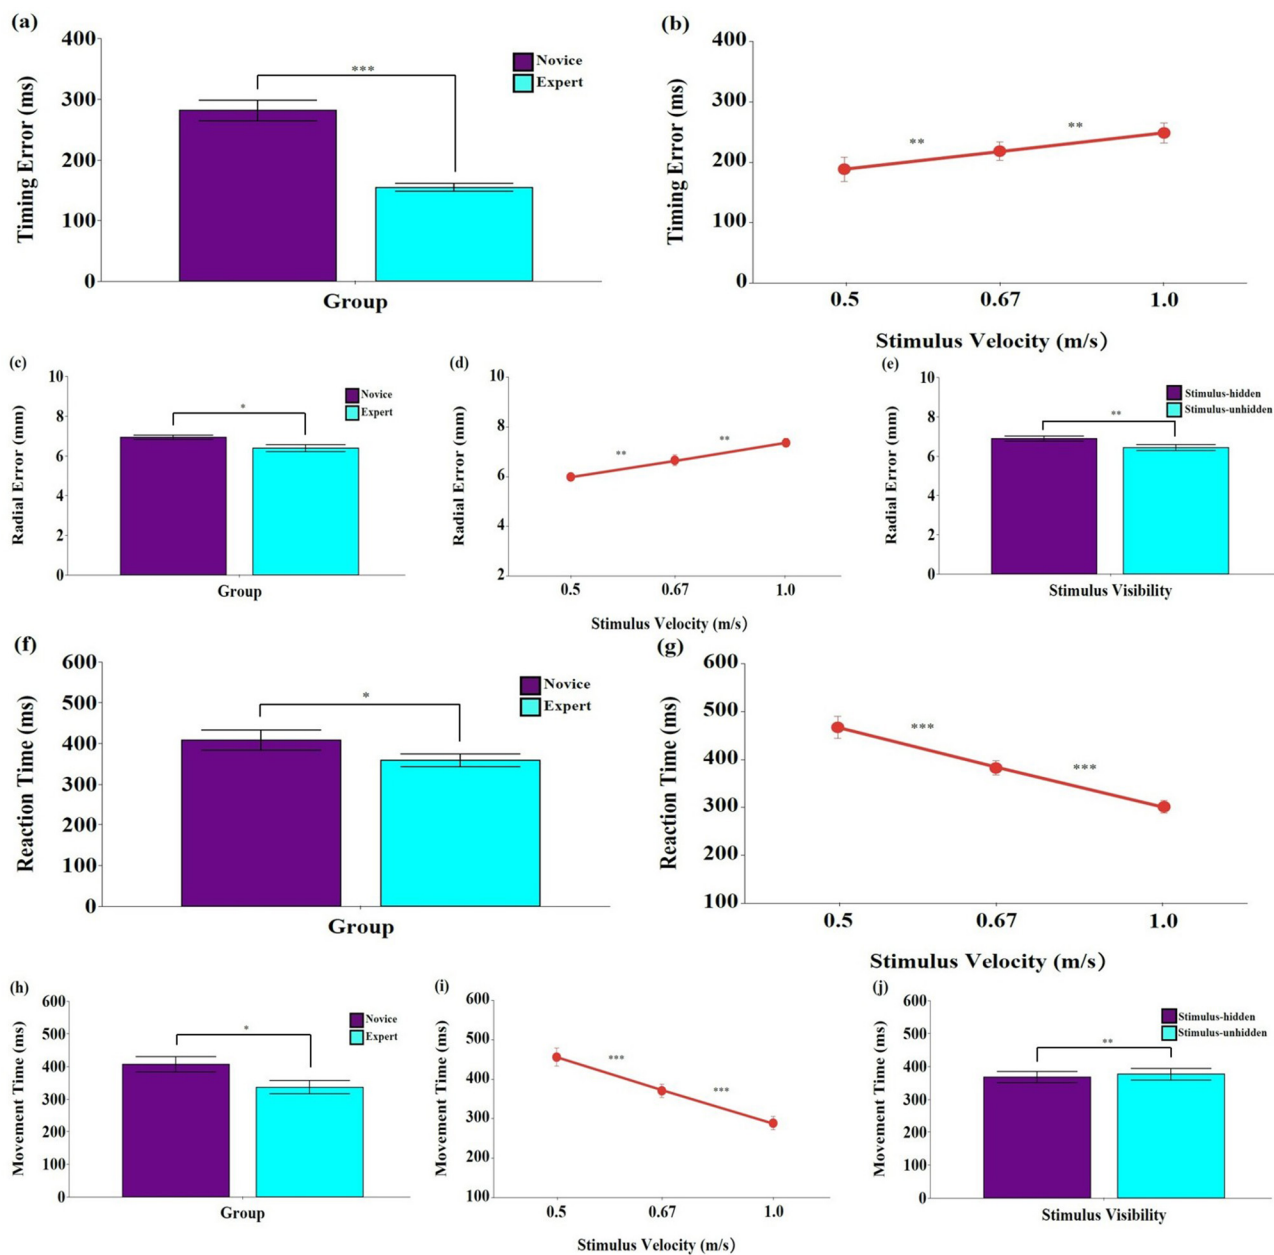 (a)
400
300
200
100
0
Timing Error (ms)
***
Novice
Expert
Group
(b)
400
300
200
100
0
Timing Error (ms)
**
**
0.5 0.67 1.0
Stimulus Velocity (m/s)
(c)
10
8
6
4
2
0
Radial Error (mm)
*
Novice
Expert
Group
(d)
10
8
6
4
2
Radial Error (mm)
**
**
0.5 0.67 1.0
Stimulus Velocity (m/s)
(e)
10
8
6
4
2
0
Radial Error (mm)
**
Stimulus-hidden
Stimulus-unhidden
Stimulus Visibility
(f)
600
500
400
300
200
100
0
Reaction Time (ms)
*
Novice
Expert
Group
(g)
600
500
400
300
200
100
Reaction Time (ms)
***
***
0.5 0.67 1.0
Stimulus Velocity (m/s)
(h)
600
500
400
300
200
100
0
Movement Time (ms)
*
Novice
Expert
Group
(i)
600
500
400
300
200
100
Movement Time (ms)
***
***
0.5 0.67 1.0
Stimulus Velocity (m/s)
(j)
600
500
400
300
200
100
0
Movement Time (ms)
**
Stimulus-hidden
Stimulus-unhidden
Stimulus Visibility